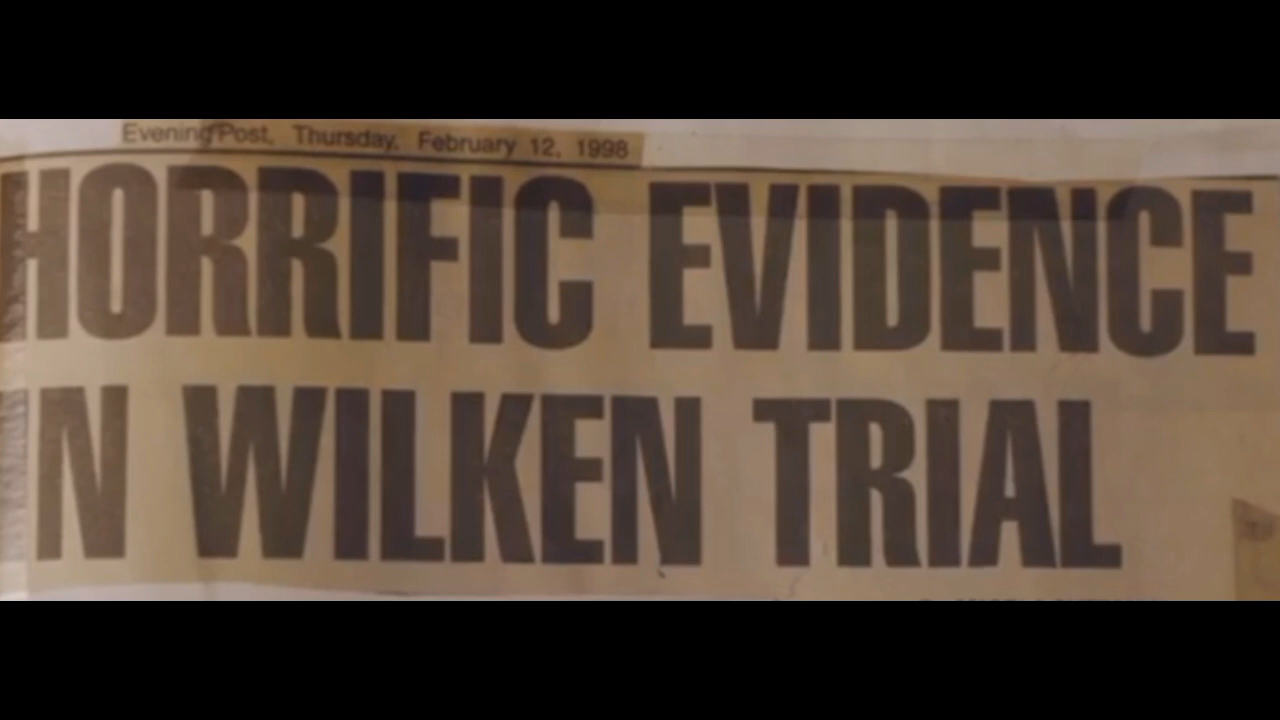 Evening Post, Thursday, February 12, 1998
HORRIFIC EVIDENCE
N WILKEN TRIAL